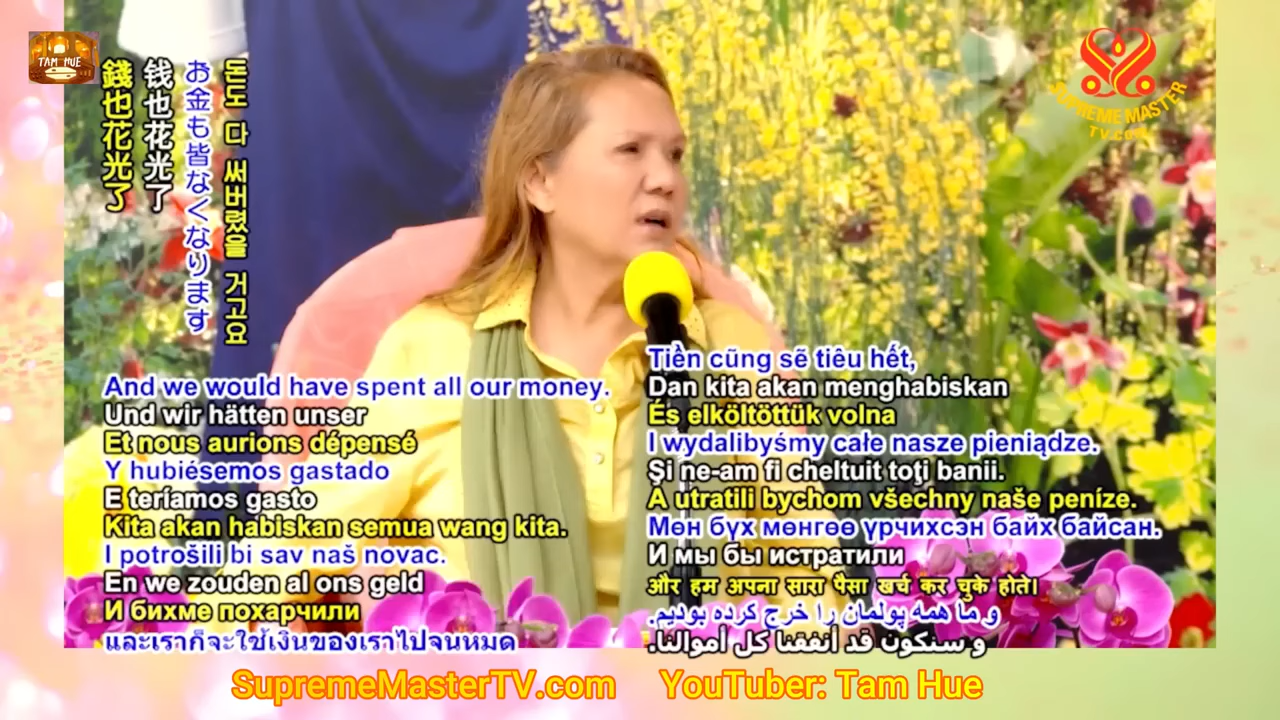 TAM HUE
SUPREME MASTER
TV.COM
錢也花光了
钱也花光了
お金も皆なくなります
돈도 다 써버렸을 거고요
And we would have spent all our money.
Und wir hätten unser
Et nous aurions dépensé
Y hubiésemos gastado
E teríamos gasto
Kita akan habiskan semua wang kita.
I potrošili bi sav naš novac.
En we zouden al ons geld
И бихме похарчили
และเราก็จะใช้เงินของเราไปจนหมด
Tiền cũng sẽ tiêu hết,
Dan kita akan menghabiskan
És elköltöttük volna
I wydalibyśmy całe nasze pieniądze.
Şi ne-am fi cheltuit toţi banii.
A utratili bychom všechny naše peníze.
Мөн бүх мөнгөө үрчихсэн байх байсан.
И мы бы истратили
और हम अपना सारा पैसा खर्च कर चुके होते।
و ما همه پولمان را خرج کرده بودیم.
و سنكون قد أنفقنا كل أموالنا.
SupremeMasterTV.com YouTuber: Tam Hue